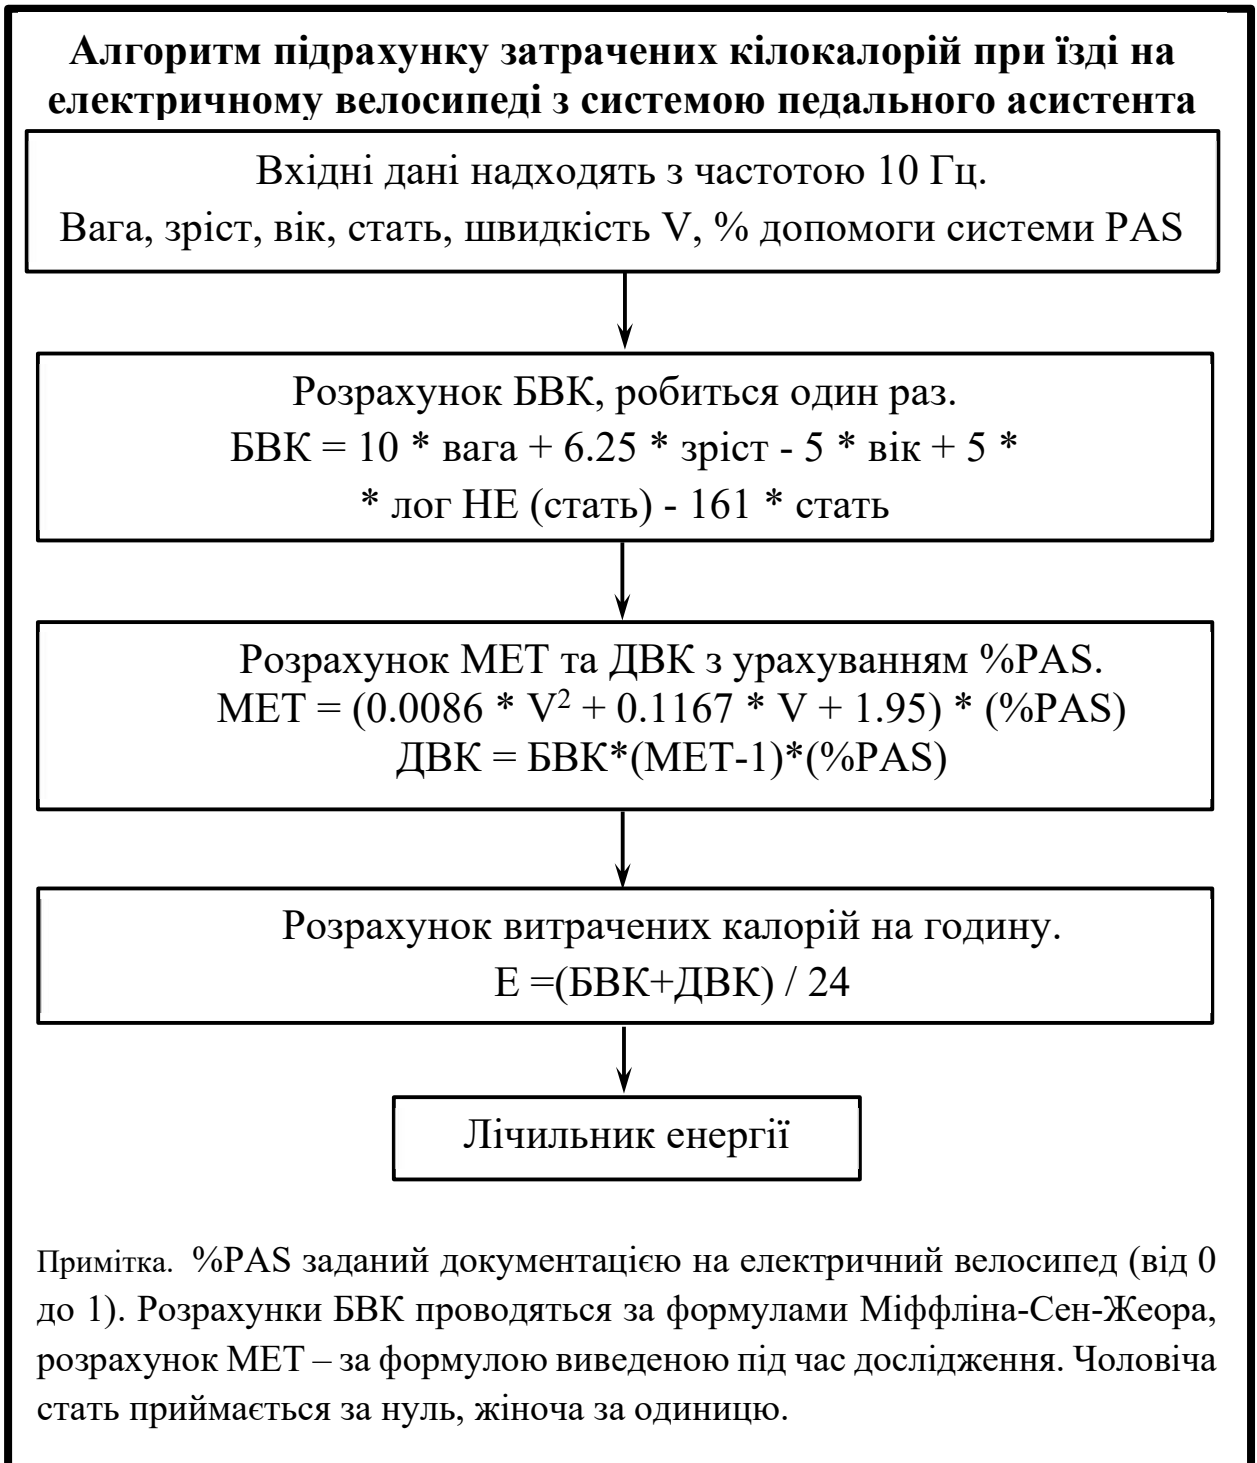 Алгоритм підрахунку затрачених кілокалорій при їзді на
електричному велосипеді з системою педального асистента
Вхідні дані надходять з частотою 10 Гц.
Вага, зріст, вік, стать, швидкість V, % допомоги системи PAS
Розрахунок БВК, робиться один раз.
БВК = 10 * вага + 6.25 * зріст - 5 * вік + 5 *
* лог НЕ (стать) - 161 * стать
Розрахунок МЕТ та ДВК з урахуванням %PAS.
МЕТ = (0.0086 * V² + 0.1167 * V + 1.95) * (%PAS)
ДВК = БВК*(МЕТ-1)*(%PAS)
Розрахунок витрачених калорій на годину.
Е =(БВК+ДВК) / 24
Лічильник енергії
Примітка. %PAS заданий документацією на електричний велосипед (від 0
до 1). Розрахунки БВК проводяться за формулами Міффліна-Сен-Жеора,
розрахунок МЕТ – за формулою виведеною під час дослідження. Чоловіча
стать приймається за нуль, жіноча за одиницю.